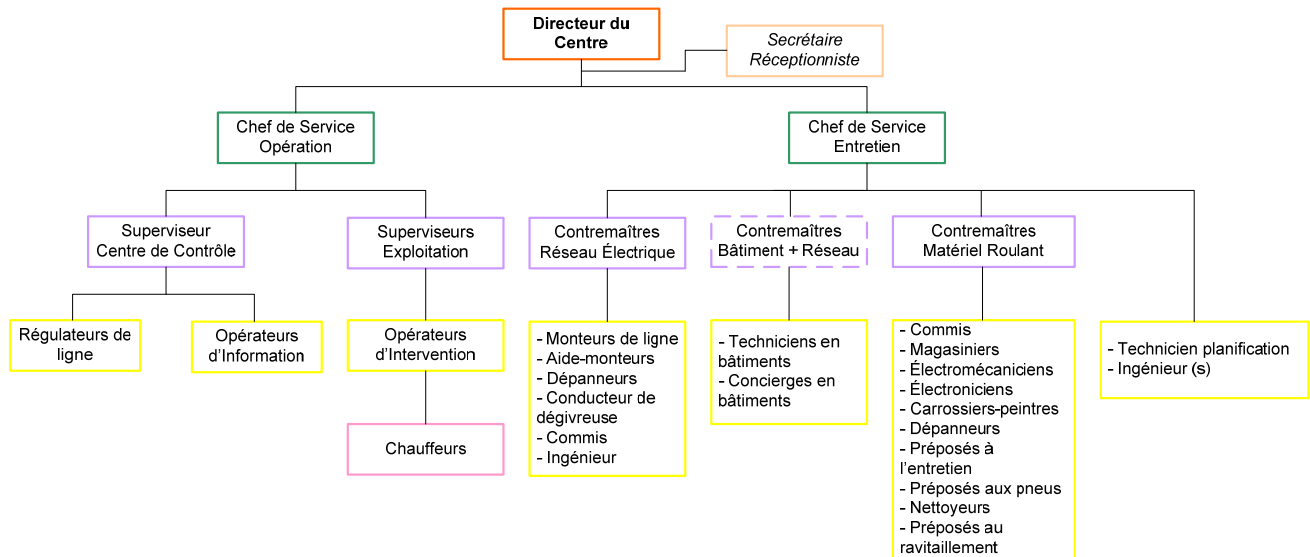 Directeur du
Centre
Secrétaire
Réceptionniste
Chef de Service
Opération
Chef de Service
Entretien
Superviseur
Centre de Contrôle
Superviseurs
Exploitation
Contremaîtres
Réseau Électrique
Contremaîtres
Bâtiment + Réseau
Contremaîtres
Matériel Roulant
Régulateurs de
ligne
Opérateurs
d'Information
Opérateurs
d'Intervention
Chauffeurs
- Monteurs de ligne
- Aide-monteurs
- Dépanneurs
- Conducteur de
dégivreuse
- Commis
- Ingénieur
- Techniciens en
bâtiments
- Concierges en
bâtiments
- Commis
- Magasiniers
- Électromécaniciens
- Électroniciens
- Carrossiers-peintres
- Dépanneurs
- Préposés à
l'entretien
- Préposés aux pneus
- Nettoyeurs
- Préposés au
ravitaillement
- Technicien planification
- Ingénieur (s)